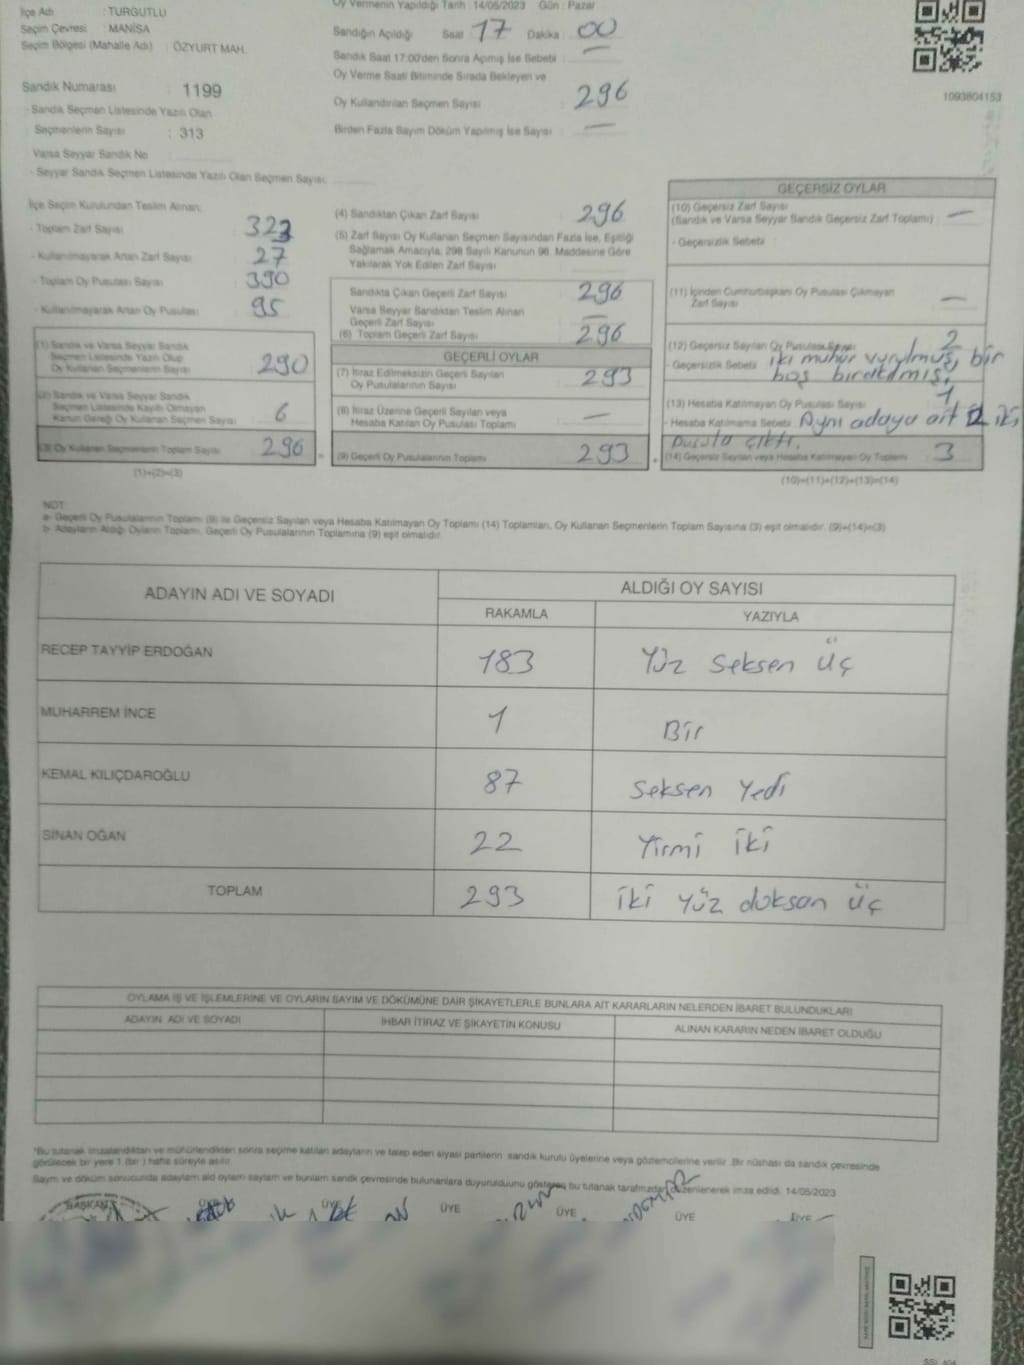 İlçe Adı : TURGUTLU
Seçim Çevresi : MANİSA
Seçim Bölgesi (Mahalle Adı) : ÖZYURT MAH.
Sandık Numarası : 1199
- Sandık Seçmen Listesinde Yazılı Olan
Seçmenlerin Sayısı : 313
Varsa Seyyar Sandık No :
- Seyyar Sandık Seçmen Listesinde Yazılı Olan Seçmen Sayısı:
Oy Vermenin Yapıldığı Tarih : 14/05/2023 Gün : Pazar
Sandığın Açıldığı Saat : 17 Dakika : 00
Sandık Saat 17:00'den Sonra Açılmış İse Sebebi : —
Oy Verme Saati Bitiminde Sırada Bekleyen ve
Oy Kullandırılan Seçmen Sayısı : 296
Birden Fazla Sayım Döküm Yapılmış İse Sayısı : —
1093804153
İlçe Seçim Kurulundan Teslim Alınan:
- Toplam Zarf Sayısı : 323
- Kullanılmayarak Artan Zarf Sayısı : 27
- Toplam Oy Pusulası Sayısı : 390
- Kullanılmayarak Artan Oy Pusulası : 95
(1) Sandık ve Varsa Seyyar Sandık
Seçmen Listesinde Yazılı Olup
Oy Kullanan Seçmenlerin Sayısı : 290
(2) Sandık ve Varsa Seyyar Sandık
Seçmen Listesinde Kayıtlı Olmayan
Kanun Gereği Oy Kullanan Seçmen Sayısı : 6
(3) Oy Kullanan Seçmenlerin Toplam Sayısı : 296
(1)+(2)=(3)
(4) Sandıktan Çıkan Zarf Sayısı : 296
(5) Zarf Sayısı Oy Kullanan Seçmen Sayısından Fazla İse, Eşitliği
Sağlamak Amacıyla; 298 Sayılı Kanunun 98. Maddesine Göre
Yakılarak Yok Edilen Zarf Sayısı :
Sandıkta Çıkan Geçerli Zarf Sayısı : 296
Varsa Seyyar Sandıktan Teslim Alınan
Geçerli Zarf Sayısı : —
(6) Toplam Geçerli Zarf Sayısı : 296
GEÇERLİ OYLAR
(7) İtiraz Edilmeksizin Geçerli Sayılan
Oy Pusulalarının Sayısı : 293
(8) İtiraz Üzerine Geçerli Sayılan veya
Hesaba Katılan Oy Pusulası Toplamı : —
(9) Geçerli Oy Pusulalarının Toplamı : 293
GEÇERSİZ OYLAR
(10) Geçersiz Zarf Sayısı
(Sandık ve Varsa Seyyar Sandık Geçersiz Zarf Toplamı) : —
- Geçersizlik Sebebi :
(11) İçinden Cumhurbaşkanı Oy Pusulası Çıkmayan
Zarf Sayısı : —
(12) Geçersiz Sayılan Oy Pusulası Sayısı : 2
- Geçersizlik Sebebi : iki mühür vurulmuş, bir
boş bırakılmış,
(13) Hesaba Katılmayan Oy Pusulası Sayısı : 1
- Hesaba Katılmama Sebebi : Aynı adaya ait iki
pusula çıktı.
(14) Geçersiz Sayılan veya Hesaba Katılmayan Oy Toplamı : 3
(10)+(11)+(12)+(13)=(14)
NOT:
a- Geçerli Oy Pusulalarının Toplamı (9) ile Geçersiz Sayılan veya Hesaba Katılmayan Oy Toplamı (14) Toplamları, Oy Kullanan Seçmenlerin Toplam Sayısına (3) eşit olmalıdır. (9)+(14)=(3)
b- Adayların Aldığı Oyların Toplamı, Geçerli Oy Pusulalarının Toplamına (9) eşit olmalıdır.
ADAYIN ADI VE SOYADI ALDIĞI OY SAYISI
RAKAMLA YAZIYLA
RECEP TAYYİP ERDOĞAN 183 Yüz Seksen üç
MUHARREM İNCE 1 Bir
KEMAL KILIÇDAROĞLU 87 Seksen Yedi
SİNAN OĞAN 22 Yirmi iki
TOPLAM 293 iki yüz doksan üç
OYLAMA İŞ VE İŞLEMLERİNE VE OYLARIN SAYIM VE DÖKÜMÜNE DAİR ŞİKAYETLERLE BUNLARA AİT KARARLARIN NELERDEN İBARET BULUNDUKLARI
ADAYIN ADI VE SOYADI İHBAR İTİRAZ VE ŞİKAYETİN KONUSU ALINAN KARARIN NEDEN İBARET OLDUĞU
*Bu tutanak imzalandıktan ve mühürlendikten sonra seçime katılan adayların ve talep eden siyasi partilerin sandık kurulu üyelerine veya gözlemcilerine verilir. Bir nüshası da sandık çevresinde
görülecek bir yere 1 (bir) hafta süreyle asılır.
Sayım ve döküm sonucunda adayların aldığı oyların sayıları ve bunların sandık çevresinde bulunanlara duyurulduğunu gösteren bu tutanak tarafımızdan düzenlenerek imza edildi. 14/05/2023
BAŞKAN ÜYE ÜYE ÜYE ÜYE ÜYE